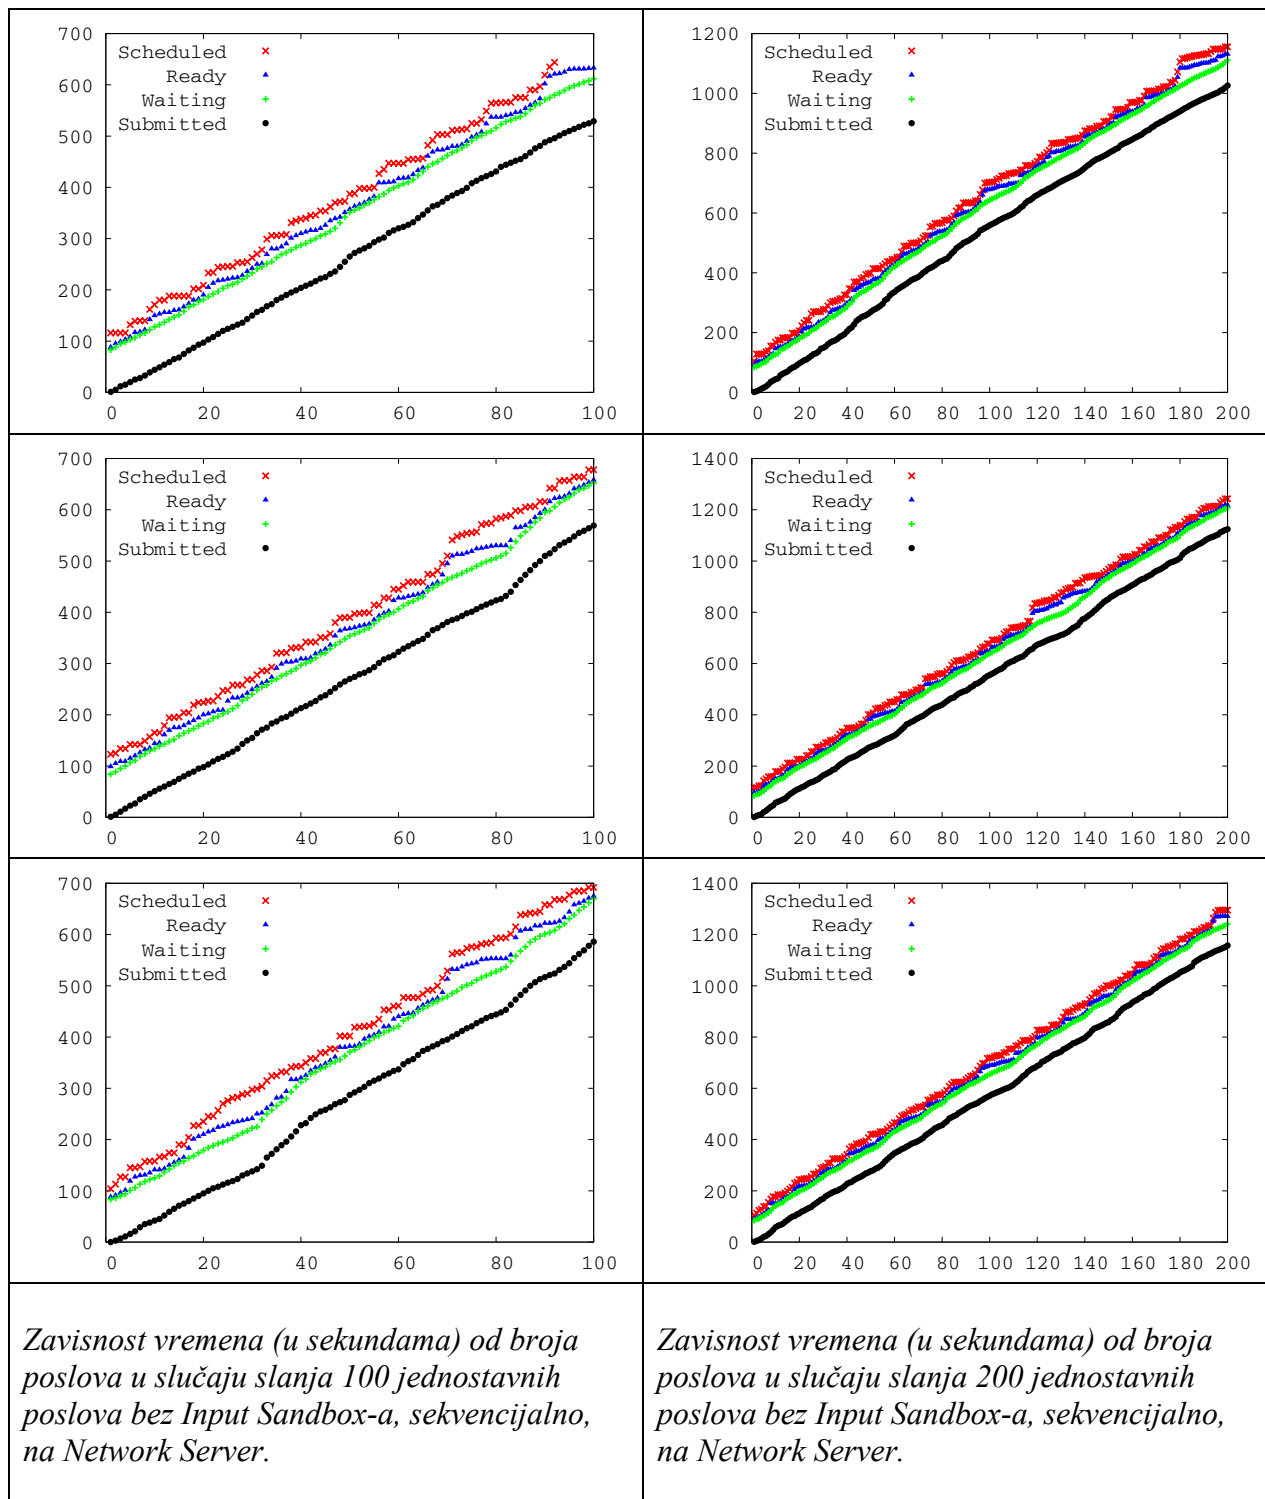 700
600
500
400
300
200
100
0
Scheduled
Ready
Waiting
Submitted
0 20 40 60 80 100
1200
1000
800
600
400
200
0
Scheduled
Ready
Waiting
Submitted
0 20 40 60 80 100 120 140 160 180 200
700
600
500
400
300
200
100
0
Scheduled
Ready
Waiting
Submitted
0 20 40 60 80 100
1400
1200
1000
800
600
400
200
0
Scheduled
Ready
Waiting
Submitted
0 20 40 60 80 100 120 140 160 180 200
700
600
500
400
300
200
100
0
Scheduled
Ready
Waiting
Submitted
0 20 40 60 80 100
1400
1200
1000
800
600
400
200
0
Scheduled
Ready
Waiting
Submitted
0 20 40 60 80 100 120 140 160 180 200
Zavisnost vremena (u sekundama) od broja
poslova u slučaju slanja 100 jednostavnih
poslova bez Input Sandbox-a, sekvencijalno,
na Network Server.
Zavisnost vremena (u sekundama) od broja
poslova u slučaju slanja 200 jednostavnih
poslova bez Input Sandbox-a, sekvencijalno,
na Network Server.